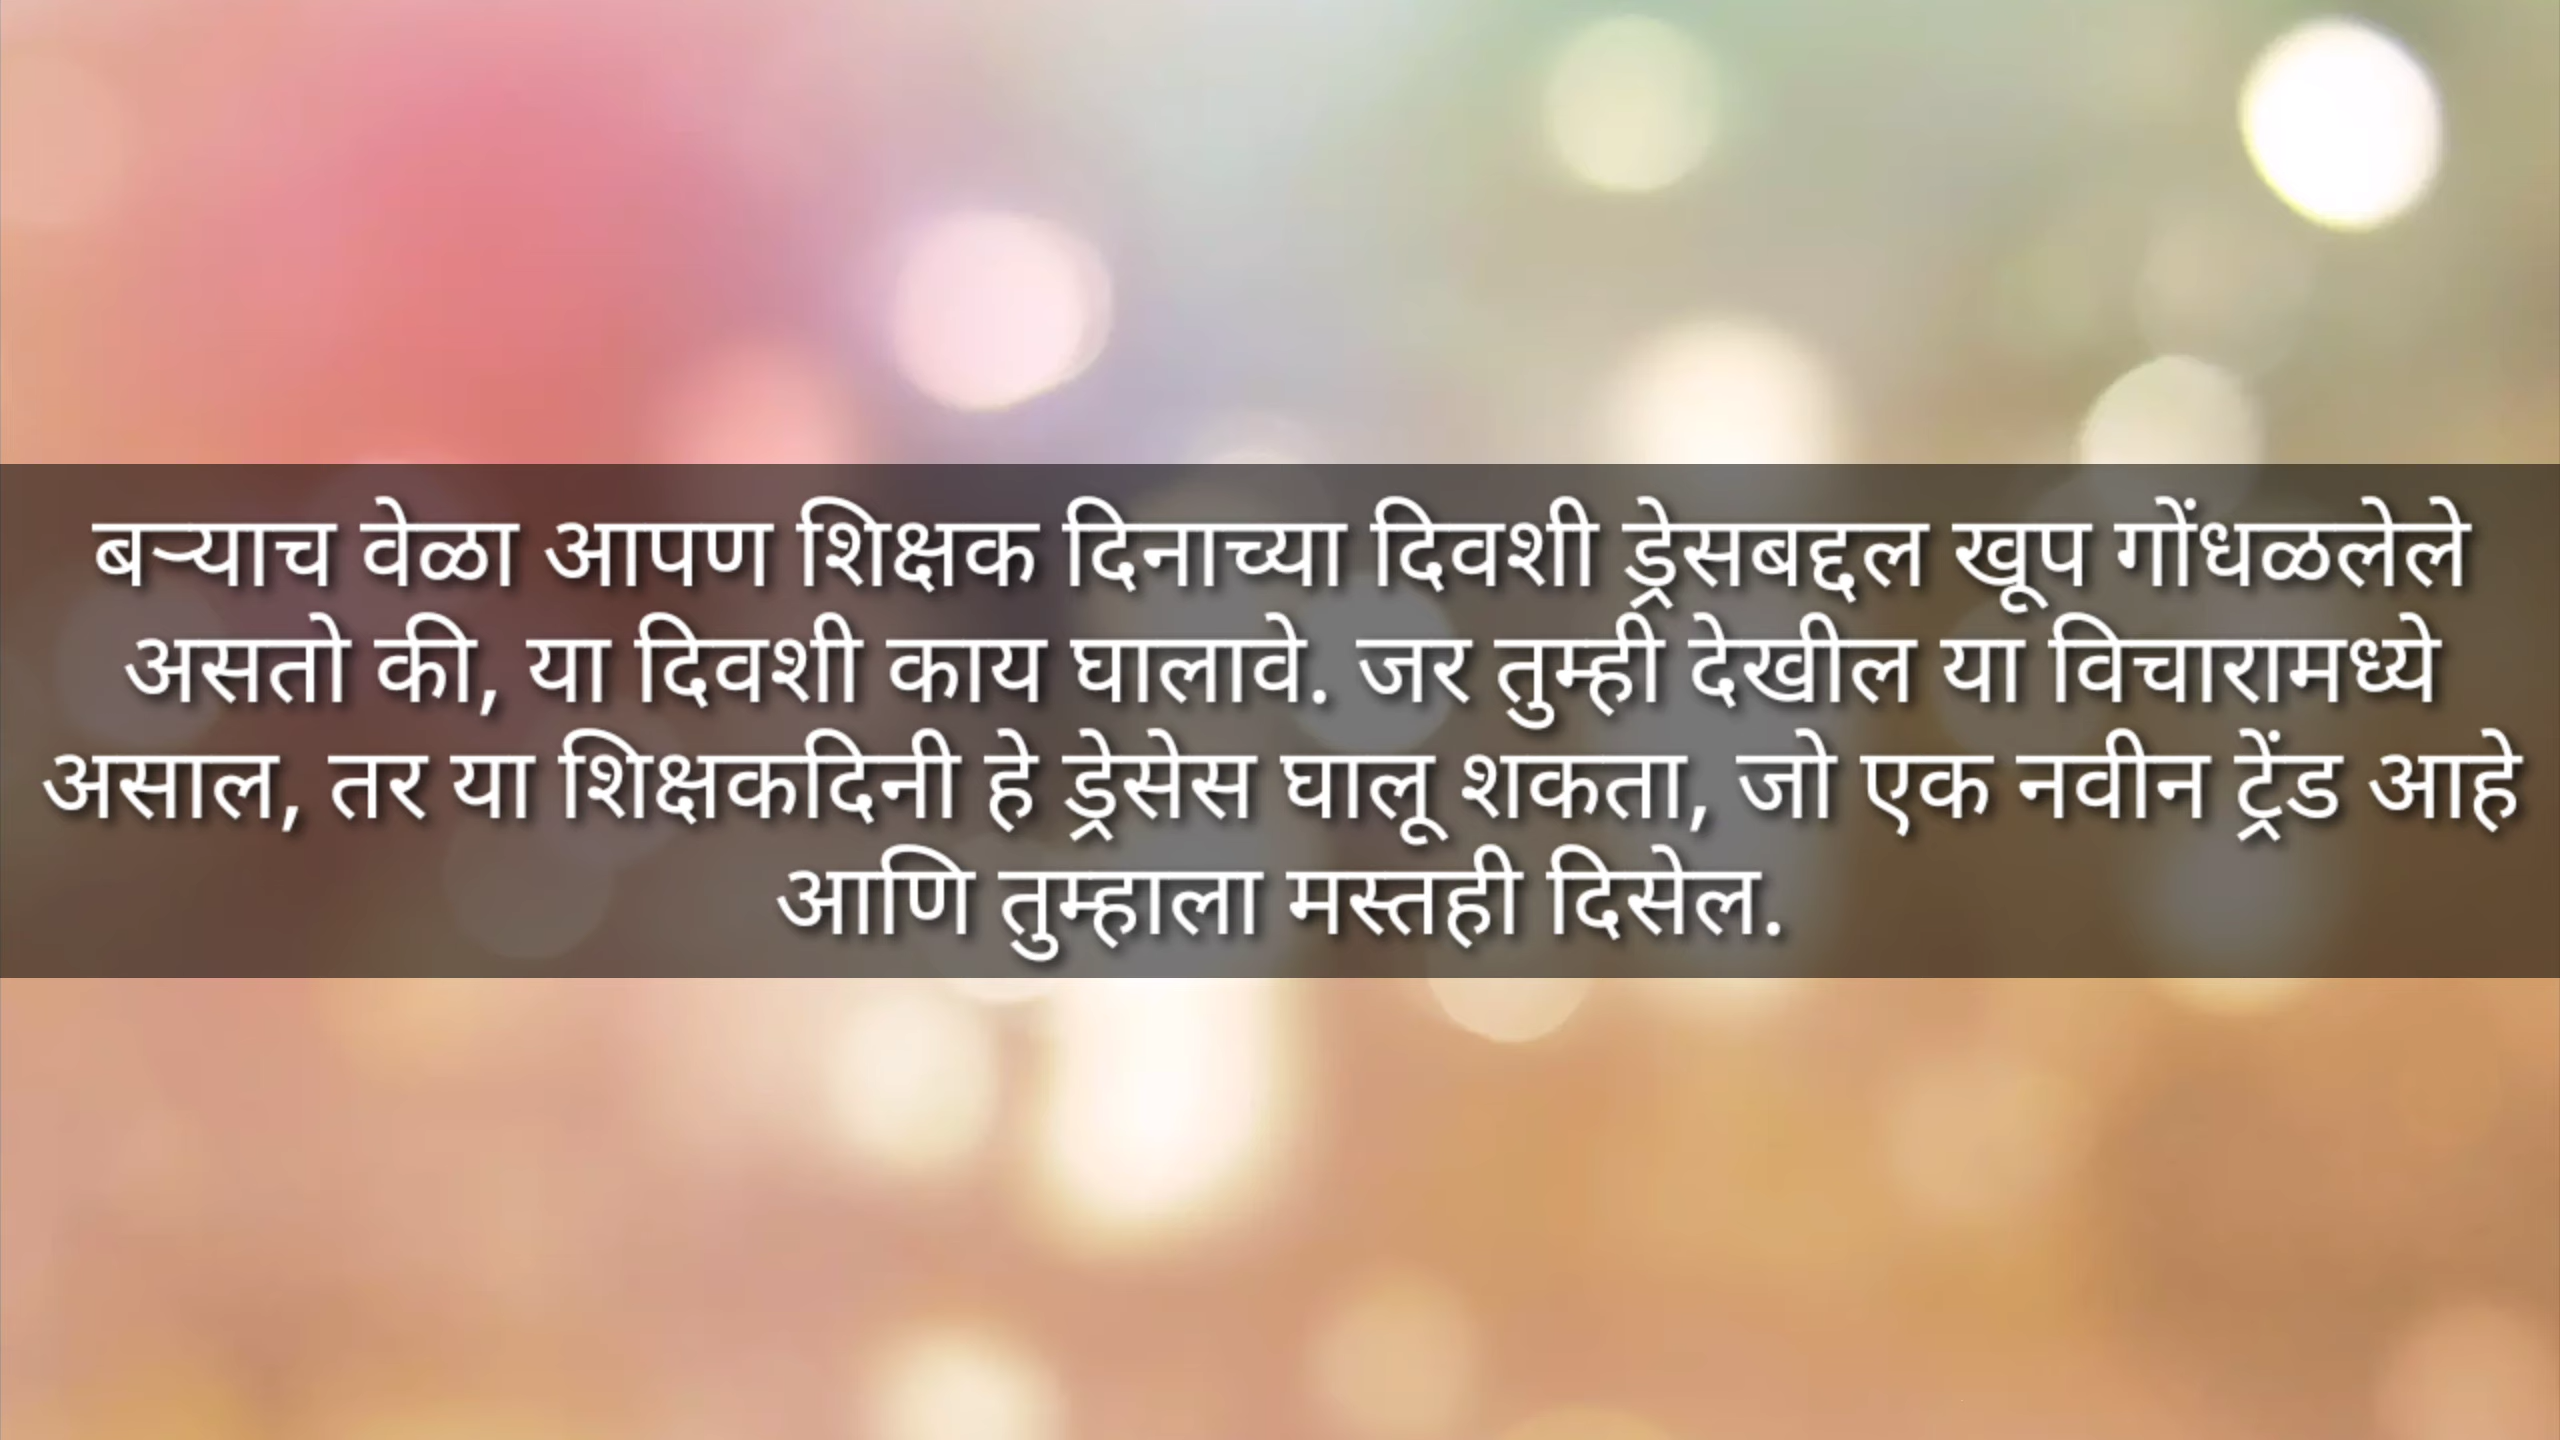 बऱ्याच वेळा आपण शिक्षक दिनाच्या दिवशी ड्रेसबद्दल खूप गोंधळलेले
असतो की, या दिवशी काय घालावे. जर तुम्ही देखील या विचारामध्ये
असाल, तर या शिक्षकदिनी हे ड्रेसेस घालू शकता, जो एक नवीन ट्रेंड आहे
आणि तुम्हाला मस्तही दिसेल.